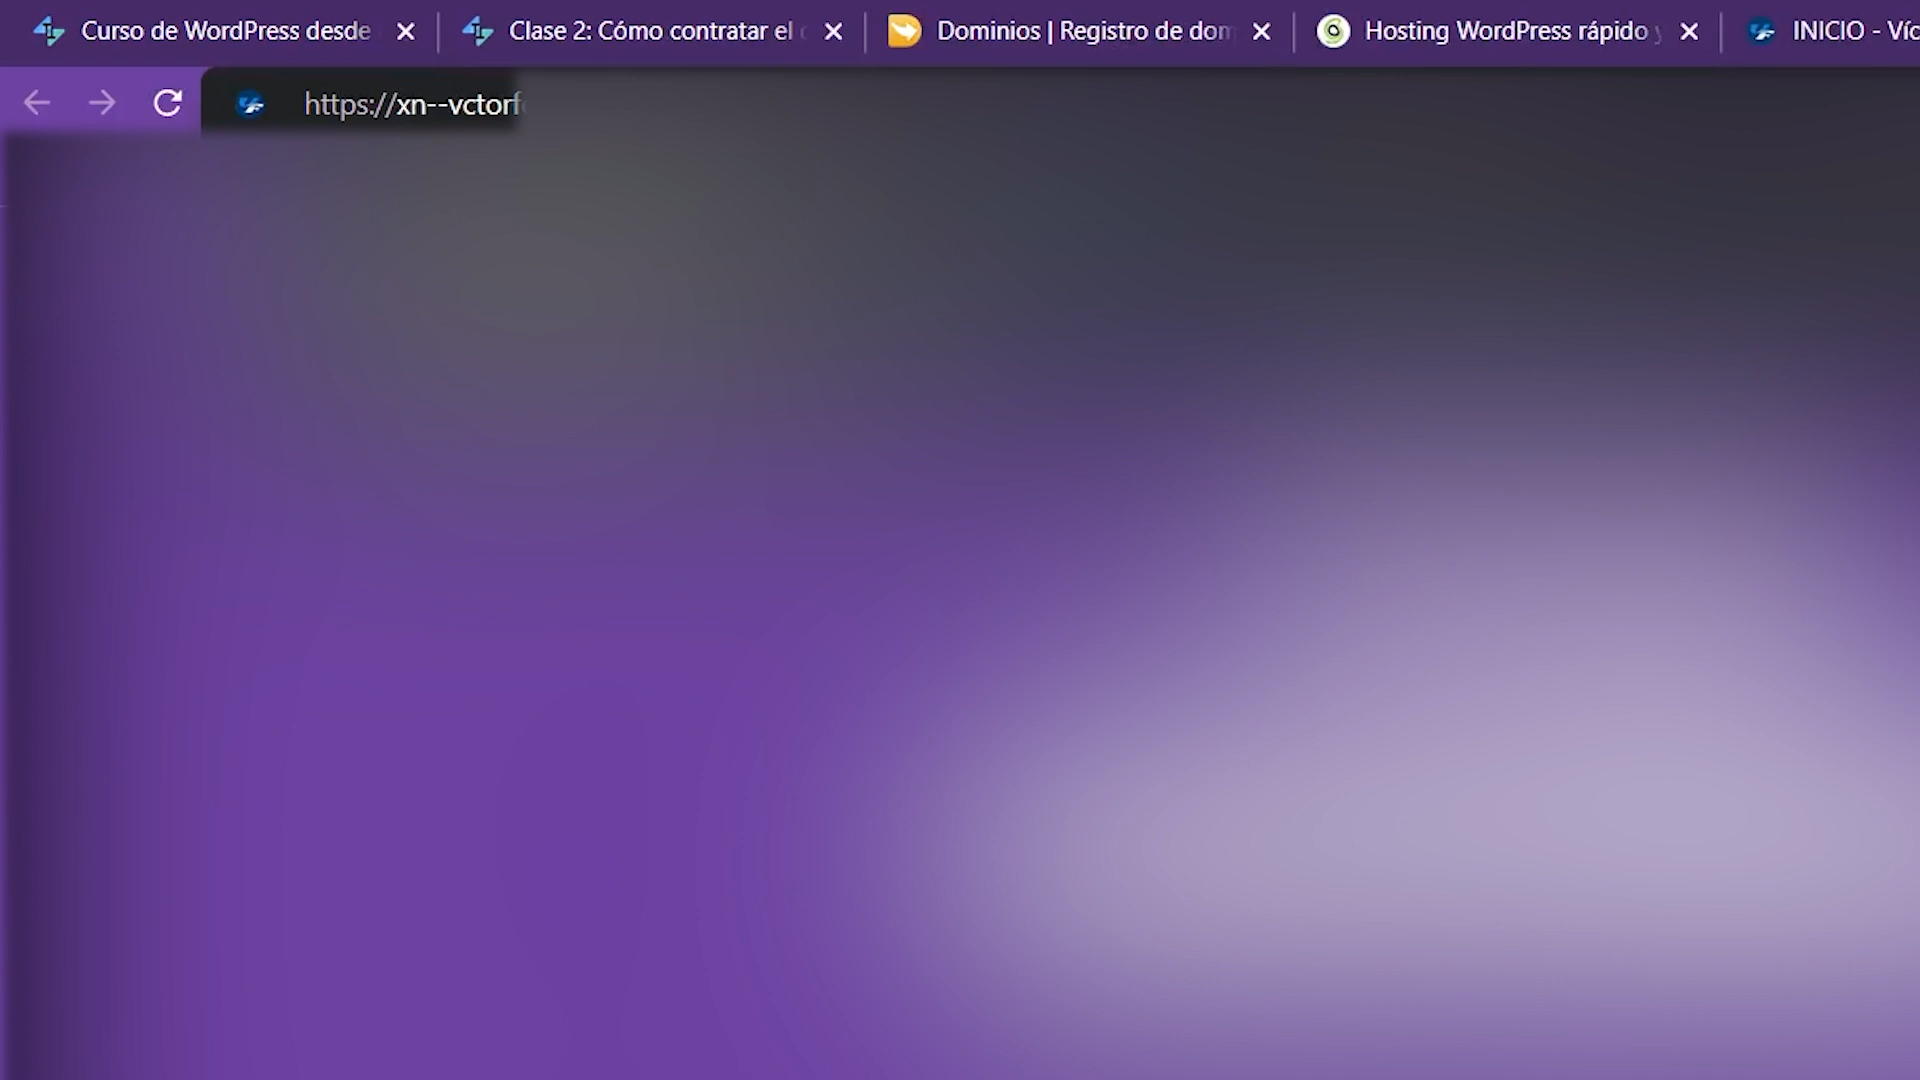 Curso de WordPress desde
Clase 2: Cómo contratar el
Dominios | Registro de dom
Hosting WordPress rápido y
INICIO - Víc
https://xn--vctorf